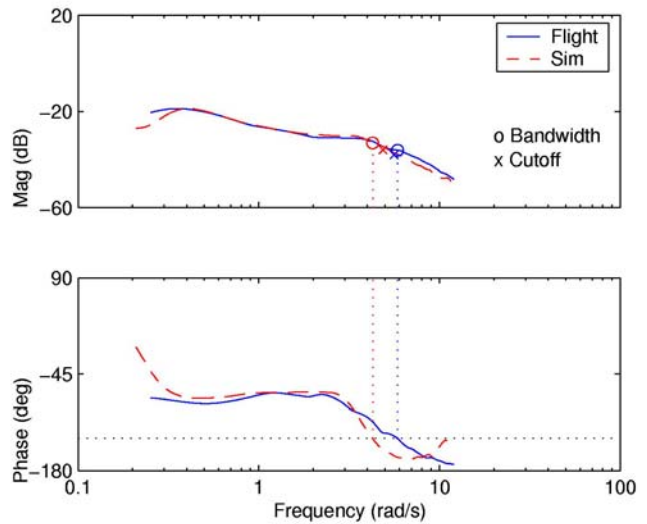 20
-20
-60
Mag (dB)
Flight
Sim
o Bandwidth
x Cutoff
90
-45
-180
Phase (deg)
0.1
1
10
100
Frequency (rad/s)